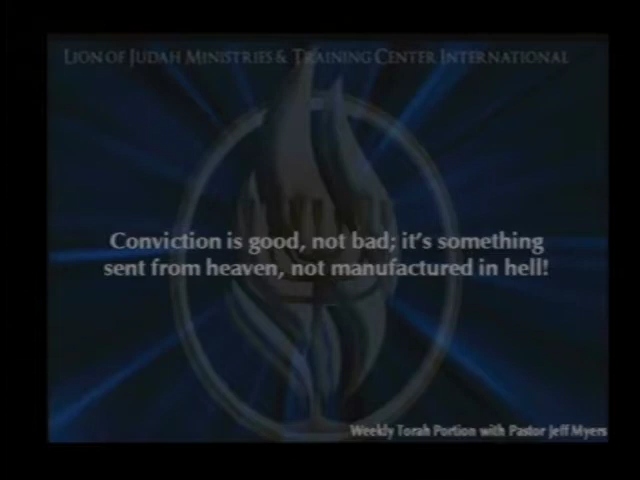 LION OF JUDAH MINISTRIES & TRAINING CENTER INTERNATIONAL
Conviction is good, not bad; it's something
sent from heaven, not manufactured in hell!
Weekly Torah Portion with Pastor Jeff Myers